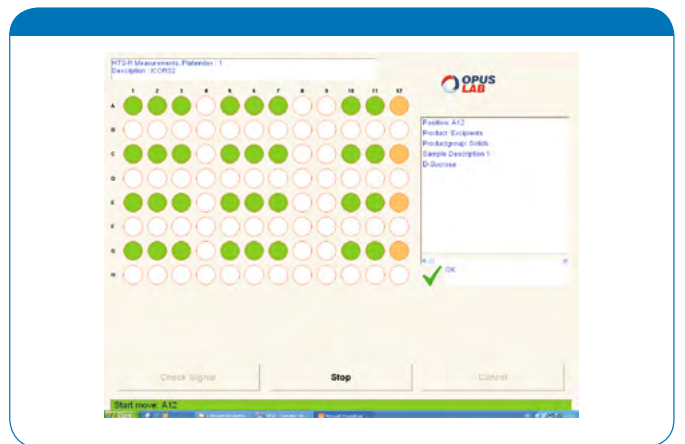 HTS-R Measurements, Plateindex : 1
Description : ICORS2
OPUS
LAB
1 2 3 4 5 6 7 8 9 10 11 12
A
B
C
D
E
F
G
H
Position: A12
Product: Excipients
Productgroup: Solids
Sample Description 1
D-Sucrose
OK
Check Signal
Stop
Cancel
Start move: A12